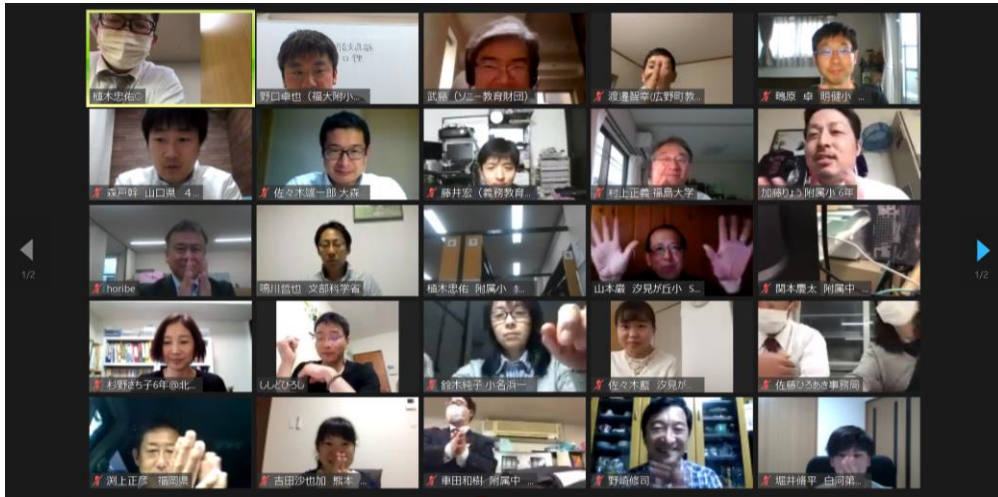 植木忠佑©
野口卓也（福大附小...
武藤（ソニー教育財団）
渡邉智幸(広野町教...
鴫原 卓 明健小 ...
森戸幹 山口県 4...
佐々木雄一郎 大森
藤井宏（義務教育...
村上正義 福島大学
加藤りょう 附属小 6年
horibe
鳴川哲也 文部科学省
植木忠佑 附属小
山本巌 汐見が丘小 S...
関本慶太 附属中 ...
杉野さち子6年@北...
ししどひろし
鈴木純子 小名浜一
佐々木藍 汐見が...
佐藤ひろあき事務局
渕上正彦 福岡県
吉田沙也加 熊本 ...
車田和樹 附属中 ...
野崎修司
堀井脩平 白河第...
1/2
1/2